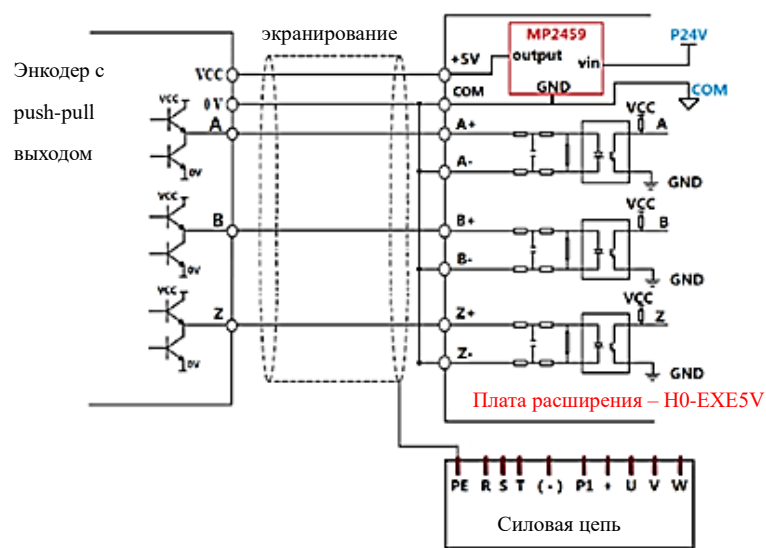 экранирование
MP2459
output
vin
GND
P24V
COM
Энкодер с
push-pull
выходом
VCC
0V
A
B
Z
VCC
0V
VCC
0V
VCC
0V
+5V
COM
A+
A-
B+
B-
Z+
Z-
VCC
A
GND
VCC
B
GND
VCC
Z
GND
Плата расширения – H0-EXE5V
PE R S T (-) P1 + U V W
Силовая цепь